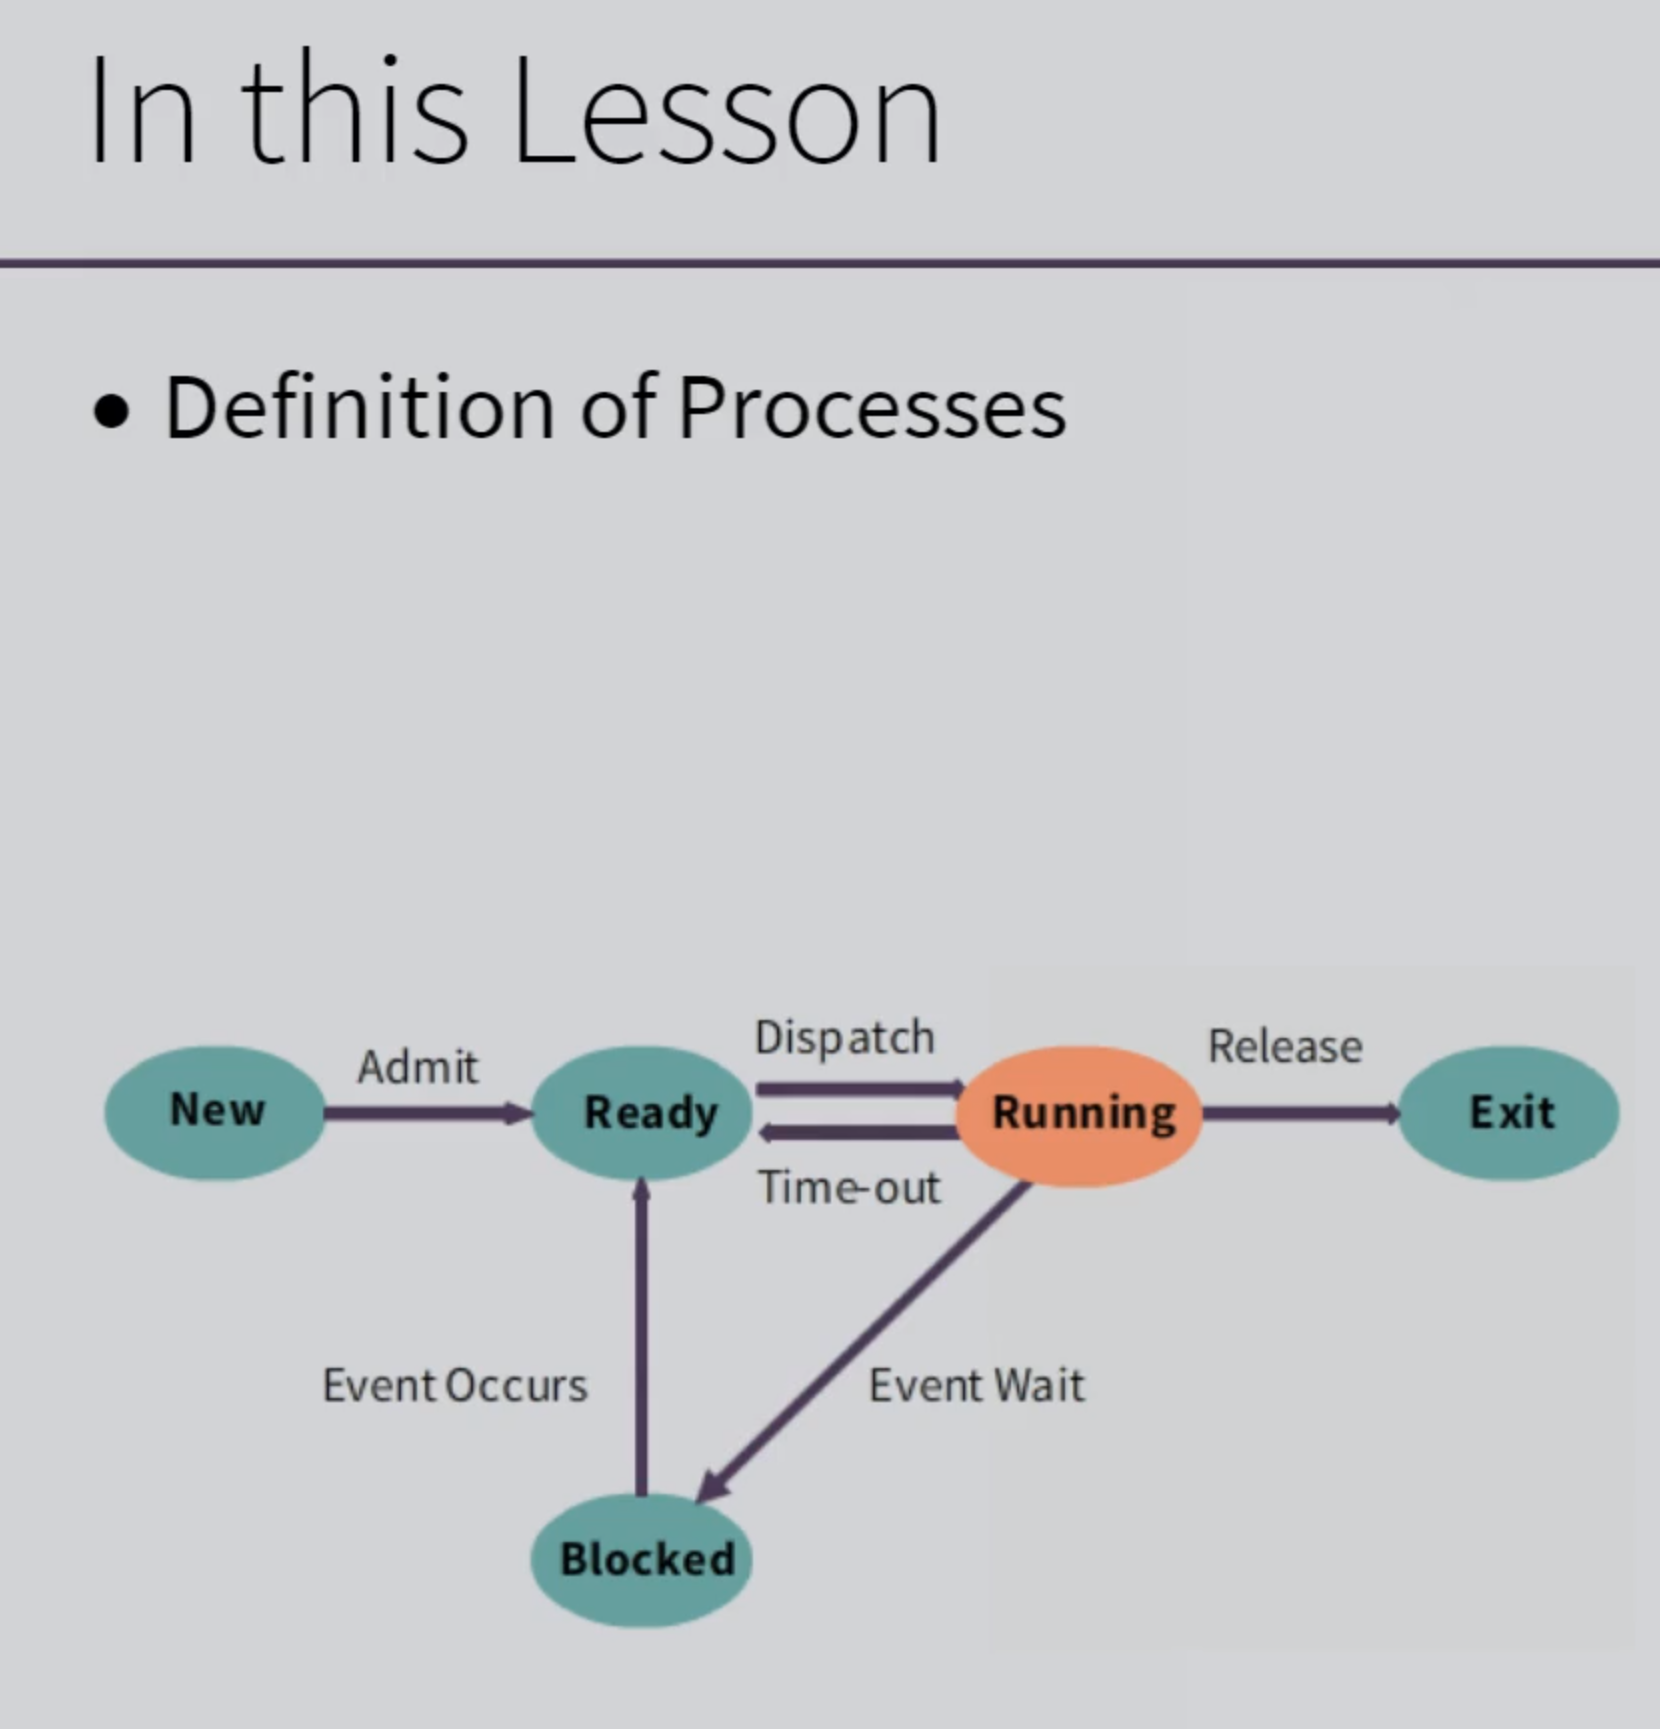 In this Lesson
• Definition of Processes
Dispatch
Release
Admit
New
Ready
Running
Exit
Time-out
Event Occurs
Event Wait
Blocked